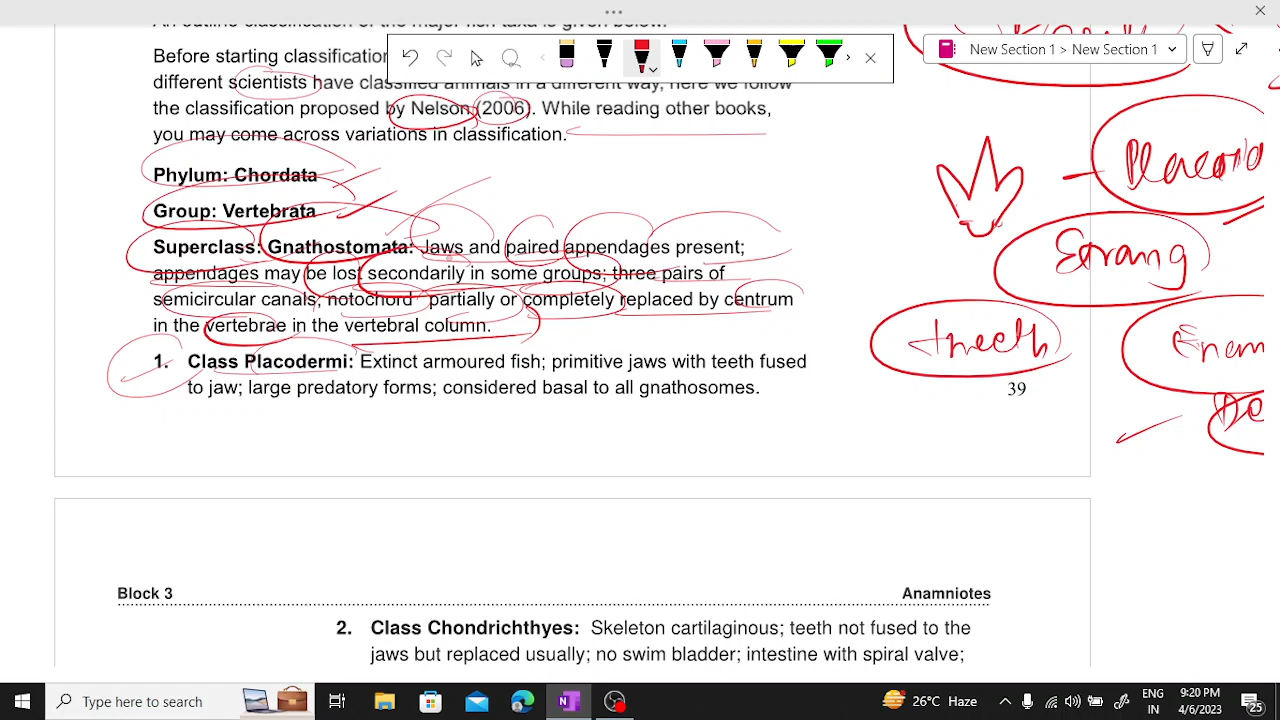 An outline classification of the major fish taxa is given below.
Before starting classification
different scientists have classified animals in a different way, here we follow
the classification proposed by Nelson (2006). While reading other books,
you may come across variations in classification.
Phylum: Chordata
Group: Vertebrata
Superclass: Gnathostomata: Jaws and paired appendages present;
appendages may be lost secondarily in some groups; three pairs of
semicircular canals; notochord partially or completely replaced by centrum
in the vertebrae in the vertebral column.
1. Class Placodermi: Extinct armoured fish; primitive jaws with teeth fused
to jaw; large predatory forms; considered basal to all gnathosomes.
39
Block 3
Anamniotes
2. Class Chondrichthyes: Skeleton cartilaginous; teeth not fused to the
jaws but replaced usually; no swim bladder; intestine with spiral valve;
New Section 1 > New Section 1
Strong
Type here to search
26°C Haze
ENG
IN
9:20 PM
4/6/2023
25